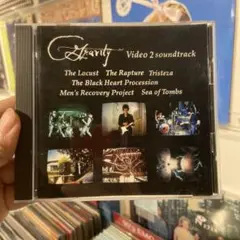 Gravity Video 2 soundtrack
The Locust The Rapture Tristeza
The Black Heart Procession
Men's Recovery Project Sea of Tombs